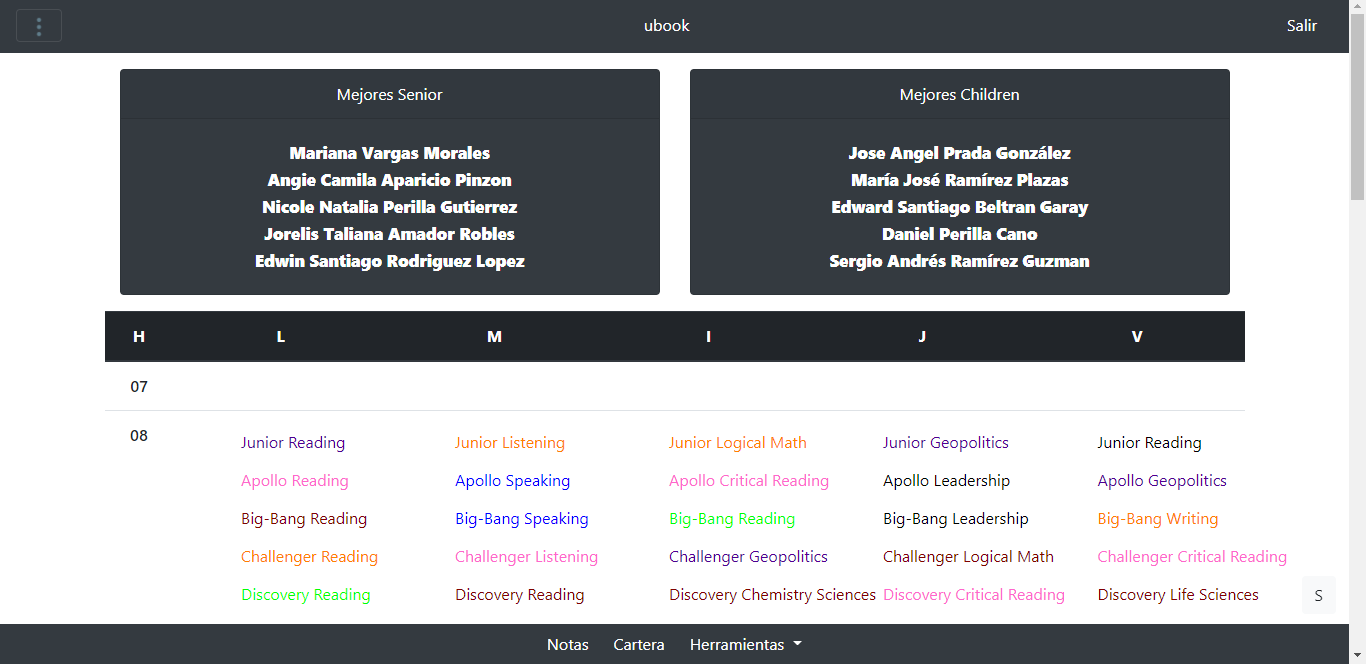 ubook
Salir
Mejores Senior
Mariana Vargas Morales
Angie Camila Aparicio Pinzon
Nicole Natalia Perilla Gutierrez
Jorelis Taliana Amador Robles
Edwin Santiago Rodriguez Lopez
Mejores Children
Jose Angel Prada González
María José Ramírez Plazas
Edward Santiago Beltran Garay
Daniel Perilla Cano
Sergio Andrés Ramírez Guzman
H L M I J V
07
08
Junior Reading Junior Listening Junior Logical Math Junior Geopolitics Junior Reading
Apollo Reading Apollo Speaking Apollo Critical Reading Apollo Leadership Apollo Geopolitics
Big-Bang Reading Big-Bang Speaking Big-Bang Reading Big-Bang Leadership Big-Bang Writing
Challenger Reading Challenger Listening Challenger Geopolitics Challenger Logical Math Challenger Critical Reading
Discovery Reading Discovery Reading Discovery Chemistry Sciences Discovery Critical Reading Discovery Life Sciences
S
Notas Cartera Herramientas